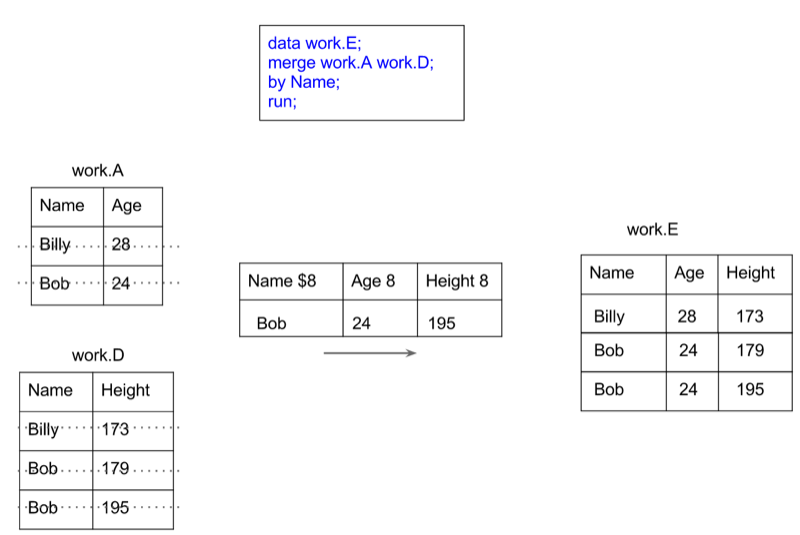 data work.E;
merge work.A work.D;
by Name;
run;
work.A
Name Age
Billy 28
Bob 24
work.D
Name Height
Billy 173
Bob 179
Bob 195
Name $8 Age 8 Height 8
Bob 24 195
work.E
Name Age Height
Billy 28 173
Bob 24 179
Bob 24 195